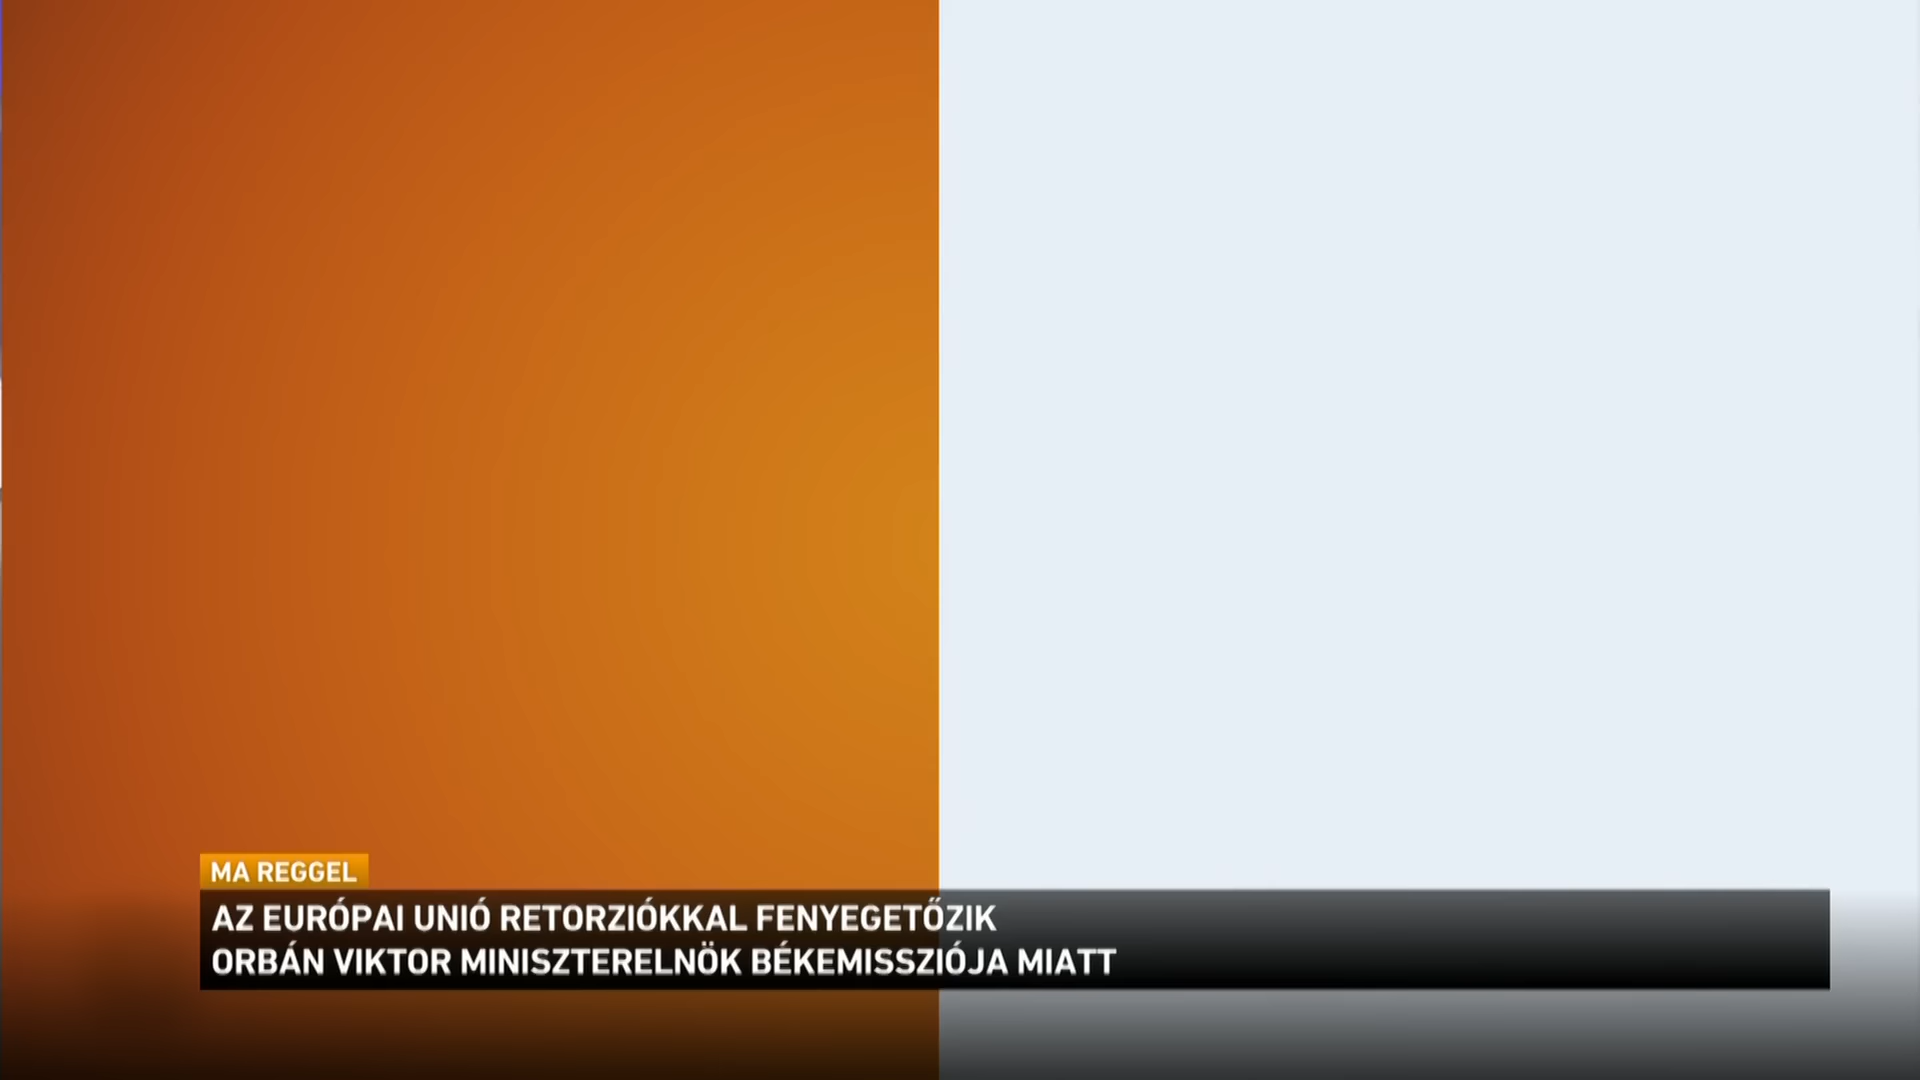 MA REGGEL
AZ EURÓPAI UNIÓ RETORZIÓKKAL FENYEGETŐZIK
ORBÁN VIKTOR MINISZTERELNÖK BÉKEMISSZIÓJA MIATT